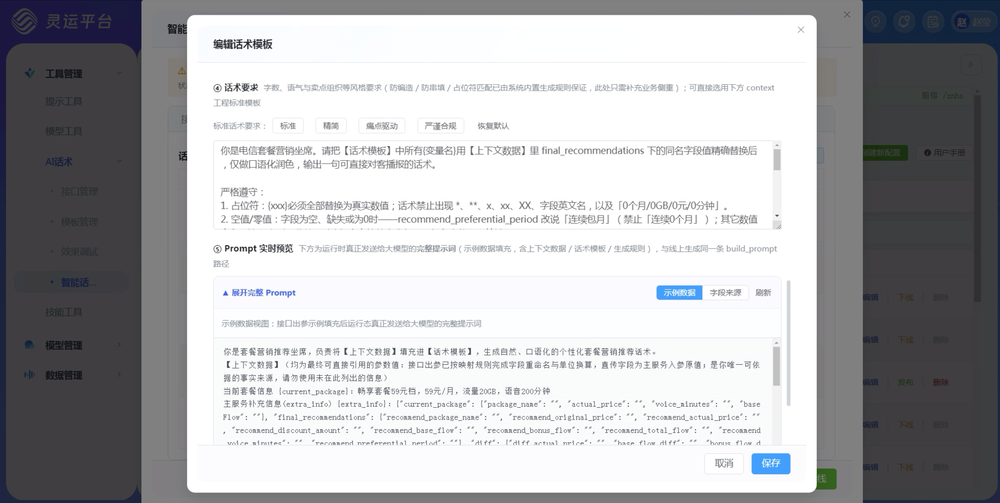 灵运平台
智能
赵 赵莹
编辑话术模板
工具管理
提示工具
模型工具
AI话术
接口管理
模板管理
效果调试
智能话...
技能工具
模型管理
数据管理
④ 话术要求 字数、语气与卖点组织等风格要求（防编造 / 防串填 / 占位符匹配已由系统内置生成规则保证，此处只需补充业务侧重）；可直接选用下方 context
工程标准模板
标准话术要求： 标准 精简 痛点驱动 严谨合规 恢复默认
你是电信套餐营销坐席。请把【话术模板】中所有{变量名}用【上下文数据】里 final_recommendations 下的同名字段值精确替换后
，仅做口语化润色，输出一句可直接对客播报的话术。
严格遵守：
1. 占位符：{xxx}必须全部替换为真实数值；话术禁止出现 *、**、x、xx、XX、字段英文名，以及「0个月/0GB/0元/0分钟」。
2. 空值/零值：字段为空、缺失或为0时——recommend_preferential_period 改说「连续包月」（禁止「连续0个月」）；其它数值
⑤ Prompt 实时预览 下方为运行时真正发送给大模型的完整提示词（示例数据填充，含上下文数据 / 话术模板 / 生成规则），与线上生成同一条 build_prompt
路径
▲ 展开完整 Prompt 示例数据 字段来源 刷新
示例数据视图：接口出参示例填充后运行态真正发送给大模型的完整提示词
你是套餐营销推荐坐席，负责将【上下文数据】填充进【话术模板】，生成自然、口语化的个性化套餐营销推荐话术。
【上下文数据】（均为最终可直接引用的参数值：接口出参已按映射规则完成字段重命名与单位换算，直传字段为主服务入参原值；是你唯一可依
据的事实来源，请勿使用未在此列出的信息）
当前套餐信息 {current_package}：畅享套餐59元档，59元/月，流量20GB，语音200分钟
主服务补充信息(extra_info) {extra_info}：{"current_package": {"package_name": "", "actual_price": "", "voice_minutes": "", "base
Flow": ""}, "final_recommendations": {"recommend_package_name": "", "recommend_original_price": "", "recommend_actual_price": ""
, "recommend_discount_amount": "", "recommend_base_flow": "", "recommend_bonus_flow": "", "recommend_total_flow": "", "recommend
_voice_minutes": "", "recommend_preferential_period": ""}, "diff": {"diff_actual_price": "", "base_flow_diff": "", "bonus_flow_d
取消 保存
前缀 /znhs
创建新配置 用户手册
编辑 下线 删除
编辑 下线 删除
编辑 发布 删除
编辑 下线 删除
编辑 下线 删除
线